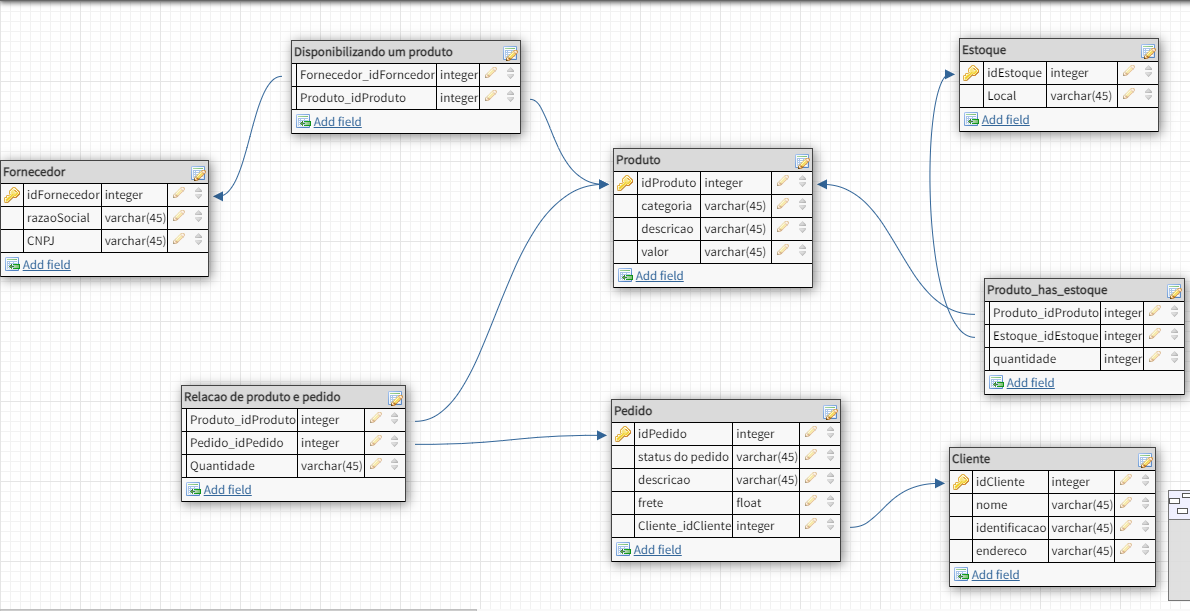 Disponibilizando um produto
Fornecedor_idForncedor integer
Produto_idProduto integer
Add field
Estoque
idEstoque integer
Local varchar(45)
Add field
Fornecedor
idFornecedor integer
razaoSocial varchar(45)
CNPJ varchar(45)
Add field
Produto
idProduto integer
categoria varchar(45)
descricao varchar(45)
valor varchar(45)
Add field
Produto_has_estoque
Produto_idProduto integer
Estoque_idEstoque integer
quantidade integer
Add field
Relacao de produto e pedido
Produto_idProduto integer
Pedido_idPedido integer
Quantidade varchar(45)
Add field
Pedido
idPedido integer
status do pedido varchar(45)
descricao varchar(45)
frete float
Cliente_idCliente integer
Add field
Cliente
idCliente integer
nome varchar(45)
identificacao varchar(45)
endereco varchar(45)
Add field